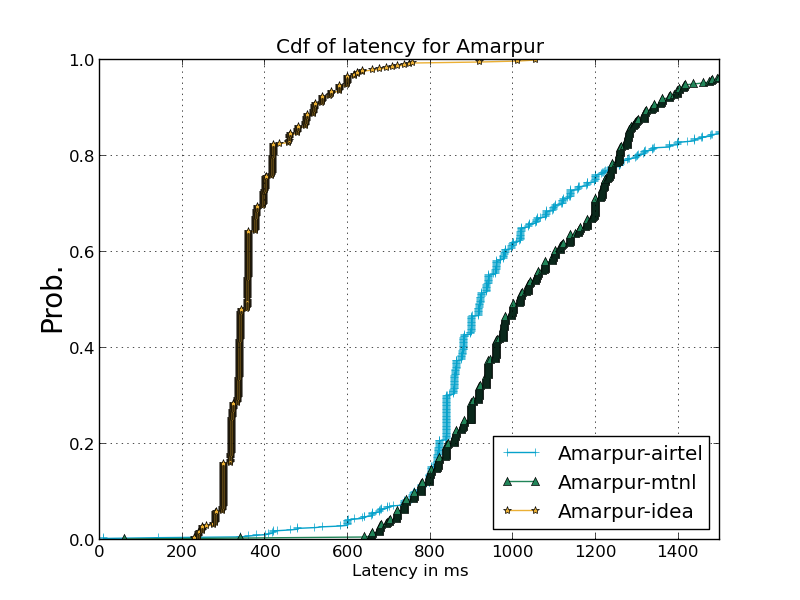 Cdf of latency for Amarpur
1.0
0.8
0.6
0.4
0.2
0.0
Prob.
0 200 400 600 800 1000 1200 1400
Latency in ms
Amarpur-airtel
Amarpur-mtnl
Amarpur-idea